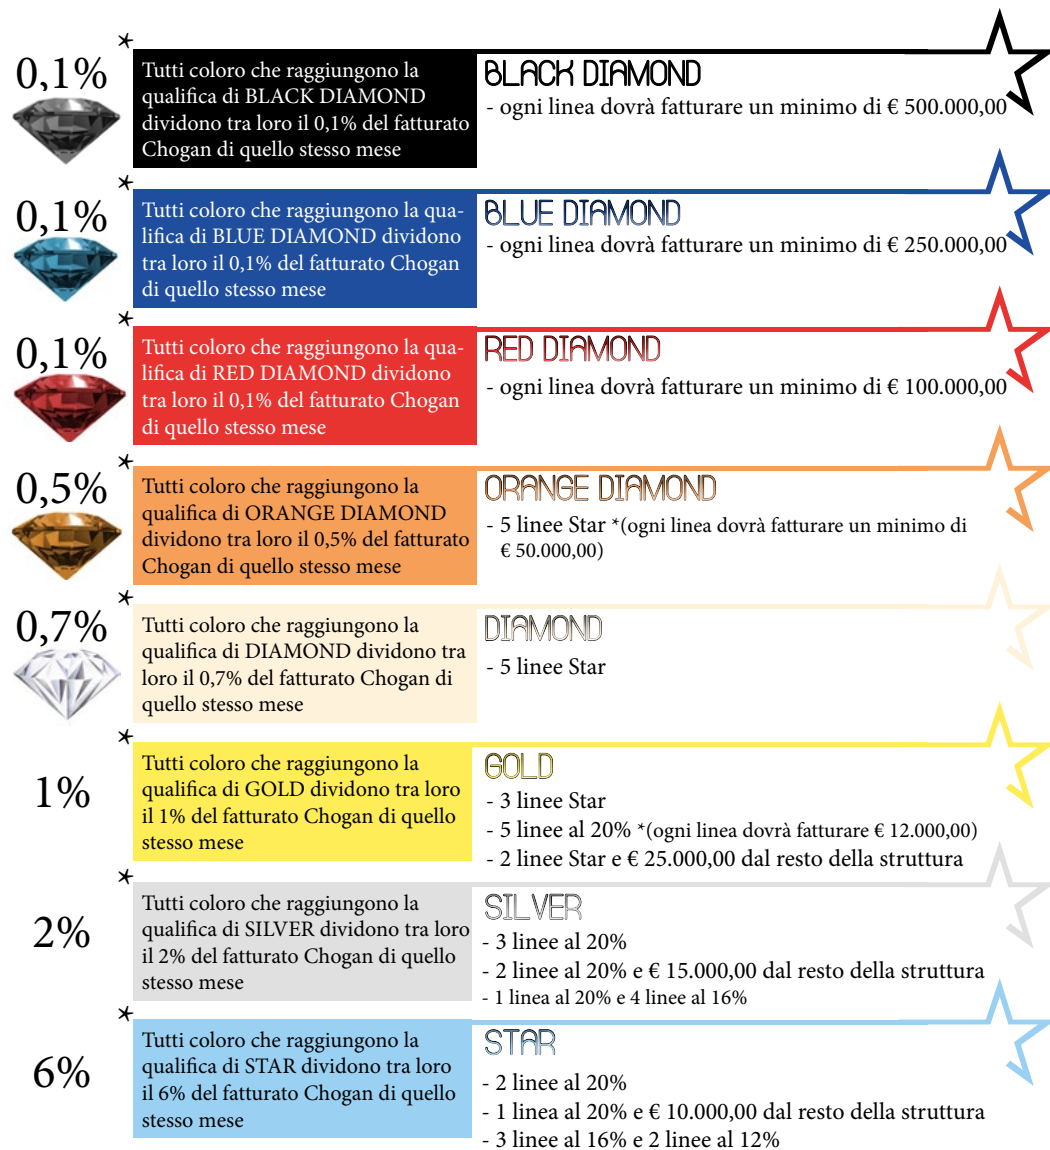 *
0,1%
Tutti coloro che raggiungono la
qualifica di BLACK DIAMOND
dividono tra loro il 0,1% del fatturato
Chogan di quello stesso mese
BLACK DIAMOND
- ogni linea dovrà fatturare un minimo di € 500.000,00
*
0,1%
Tutti coloro che raggiungono la qua-
lifica di BLUE DIAMOND dividono
tra loro il 0,1% del fatturato Chogan
di quello stesso mese
BLUE DIAMOND
- ogni linea dovrà fatturare un minimo di € 250.000,00
*
0,1%
Tutti coloro che raggiungono la qua-
lifica di RED DIAMOND dividono
tra loro il 0,1% del fatturato Chogan
di quello stesso mese
RED DIAMOND
- ogni linea dovrà fatturare un minimo di € 100.000,00
*
0,5%
Tutti coloro che raggiungono la
qualifica di ORANGE DIAMOND
dividono tra loro il 0,5% del fatturato
Chogan di quello stesso mese
ORANGE DIAMOND
- 5 linee Star *(ogni linea dovrà fatturare un minimo di
€ 50.000,00)
*
0,7%
Tutti coloro che raggiungono la
qualifica di DIAMOND dividono tra
loro il 0,7% del fatturato Chogan di
quello stesso mese
DIAMOND
- 5 linee Star
*
1%
Tutti coloro che raggiungono la
qualifica di GOLD dividono tra loro
il 1% del fatturato Chogan di quello
stesso mese
GOLD
- 3 linee Star
- 5 linee al 20% *(ogni linea dovrà fatturare € 12.000,00)
- 2 linee Star e € 25.000,00 dal resto della struttura
*
2%
Tutti coloro che raggiungono la
qualifica di SILVER dividono tra loro
il 2% del fatturato Chogan di quello
stesso mese
SILVER
- 3 linee al 20%
- 2 linee al 20% e € 15.000,00 dal resto della struttura
- 1 linea al 20% e 4 linee al 16%
*
6%
Tutti coloro che raggiungono la
qualifica di STAR dividono tra loro
il 6% del fatturato Chogan di quello
stesso mese
STAR
- 2 linee al 20%
- 1 linea al 20% e € 10.000,00 dal resto della struttura
- 3 linee al 16% e 2 linee al 12%